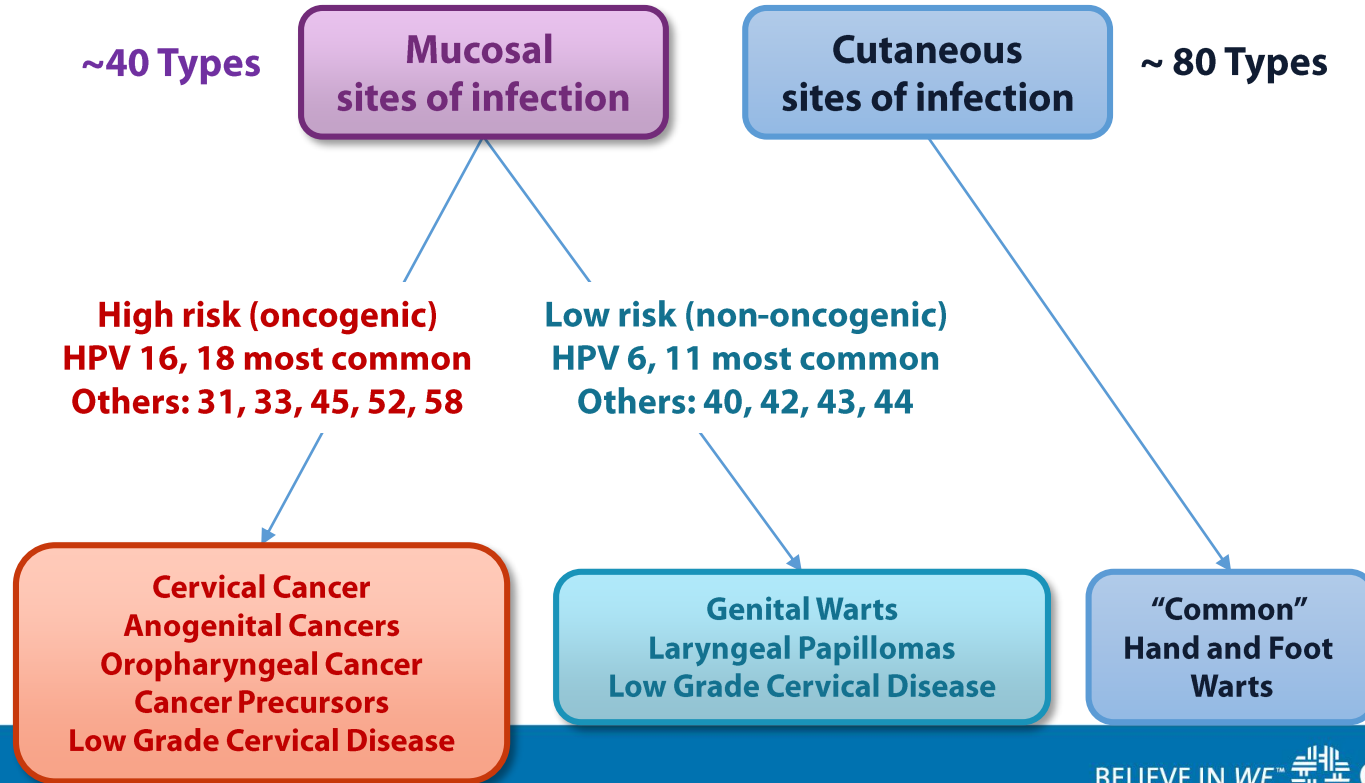 ~40 Types
Mucosal
sites of infection
Cutaneous
sites of infection
~ 80 Types
High risk (oncogenic)
HPV 16, 18 most common
Others: 31, 33, 45, 52, 58
Low risk (non-oncogenic)
HPV 6, 11 most common
Others: 40, 42, 43, 44
Cervical Cancer
Anogenital Cancers
Oropharyngeal Cancer
Cancer Precursors
Low Grade Cervical Disease
Genital Warts
Laryngeal Papillomas
Low Grade Cervical Disease
“Common”
Hand and Foot
Warts
BELIEVE IN WE™